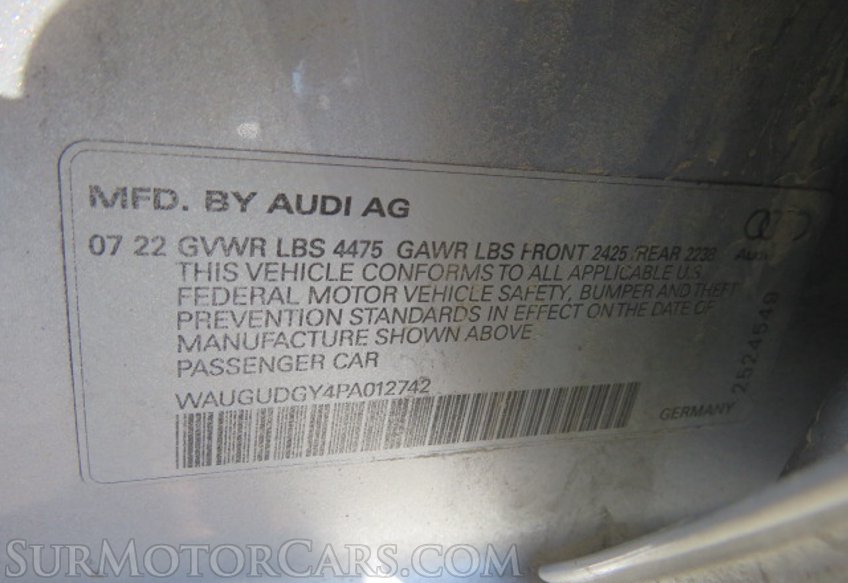 MFD. BY AUDI AG
07 22 GVWR LBS 4475 GAWR LBS FRONT 2425 /REAR 2238
Audi
THIS VEHICLE CONFORMS TO ALL APPLICABLE U.S.
FEDERAL MOTOR VEHICLE SAFETY, BUMPER AND THEFT
PREVENTION STANDARDS IN EFFECT ON THE DATE OF
MANUFACTURE SHOWN ABOVE
PASSENGER CAR
WAUGUDGY4PA012742
GERMANY
2524649
SurMotorCars.com